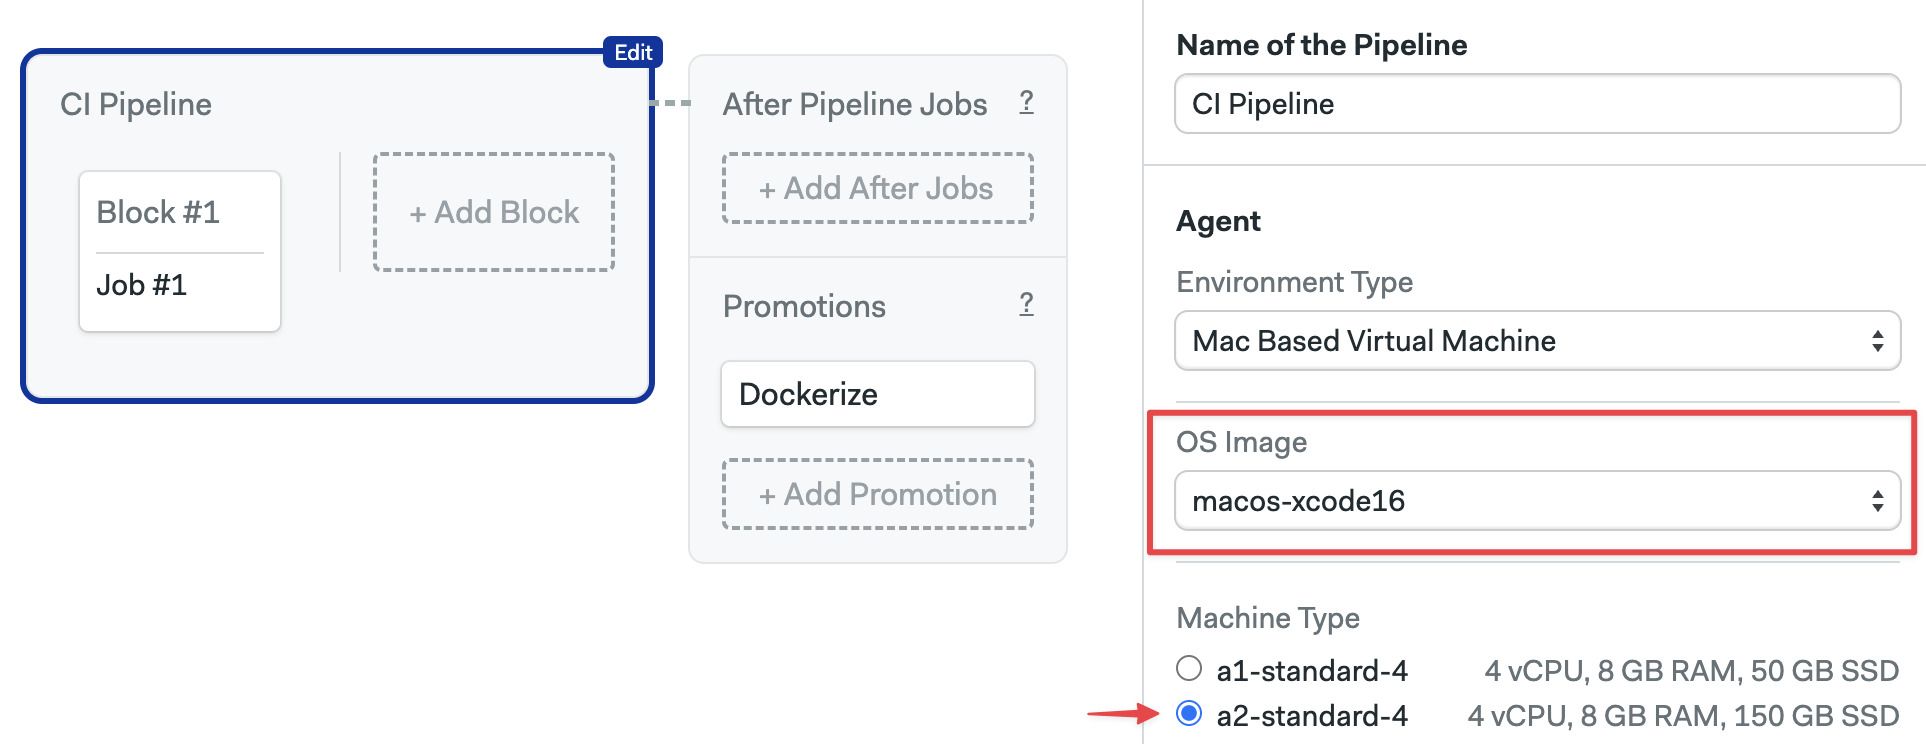 Edit
CI Pipeline
Block #1
Job #1
+ Add Block
After Pipeline Jobs ?
+ Add After Jobs
Promotions ?
Dockerize
+ Add Promotion
Name of the Pipeline
CI Pipeline
Agent
Environment Type
Mac Based Virtual Machine
OS Image
macos-xcode16
Machine Type
a1-standard-4 4 vCPU, 8 GB RAM, 50 GB SSD
a2-standard-4 4 vCPU, 8 GB RAM, 150 GB SSD